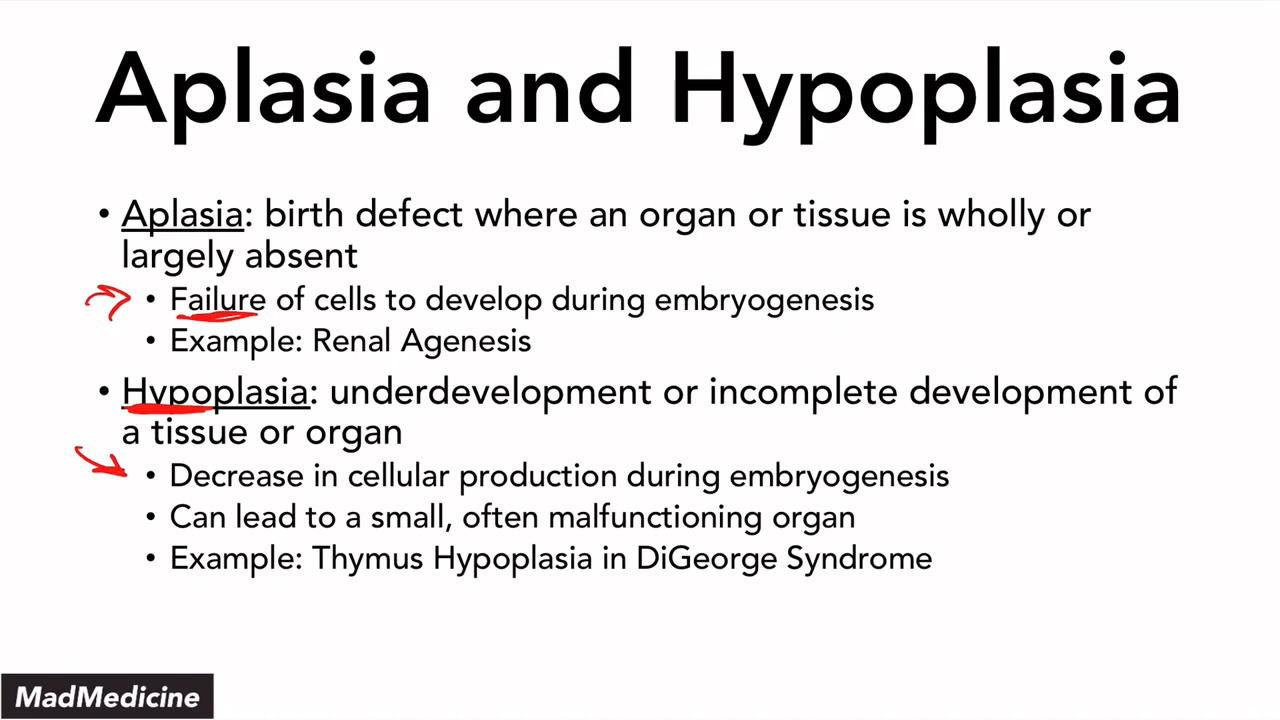 Aplasia and Hypoplasia
• Aplasia: birth defect where an organ or tissue is wholly or
largely absent
• Failure of cells to develop during embryogenesis
• Example: Renal Agenesis
• Hypoplasia: underdevelopment or incomplete development of
a tissue or organ
• Decrease in cellular production during embryogenesis
• Can lead to a small, often malfunctioning organ
• Example: Thymus Hypoplasia in DiGeorge Syndrome
MadMedicine